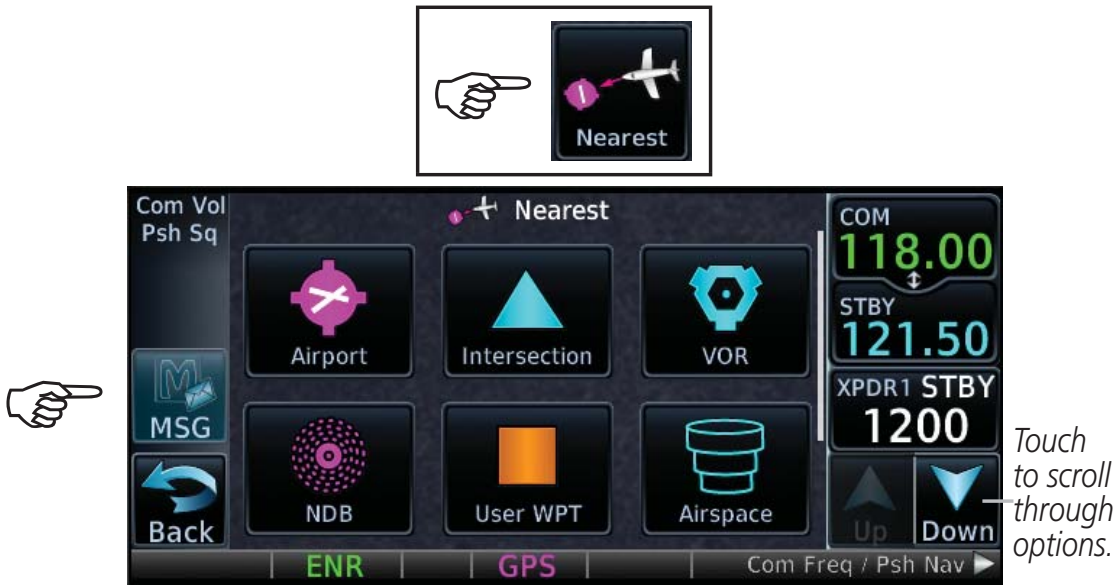 Nearest
Com Vol
Psh Sq
Nearest
COM
118.00
STBY
121.50
XPDR1 STBY
1200
Airport
Intersection
VOR
MSG
NDB
User WPT
Airspace
Back
Up
Down
Touch
to scroll
through
options.
ENR
GPS
Com Freq / Psh Nav